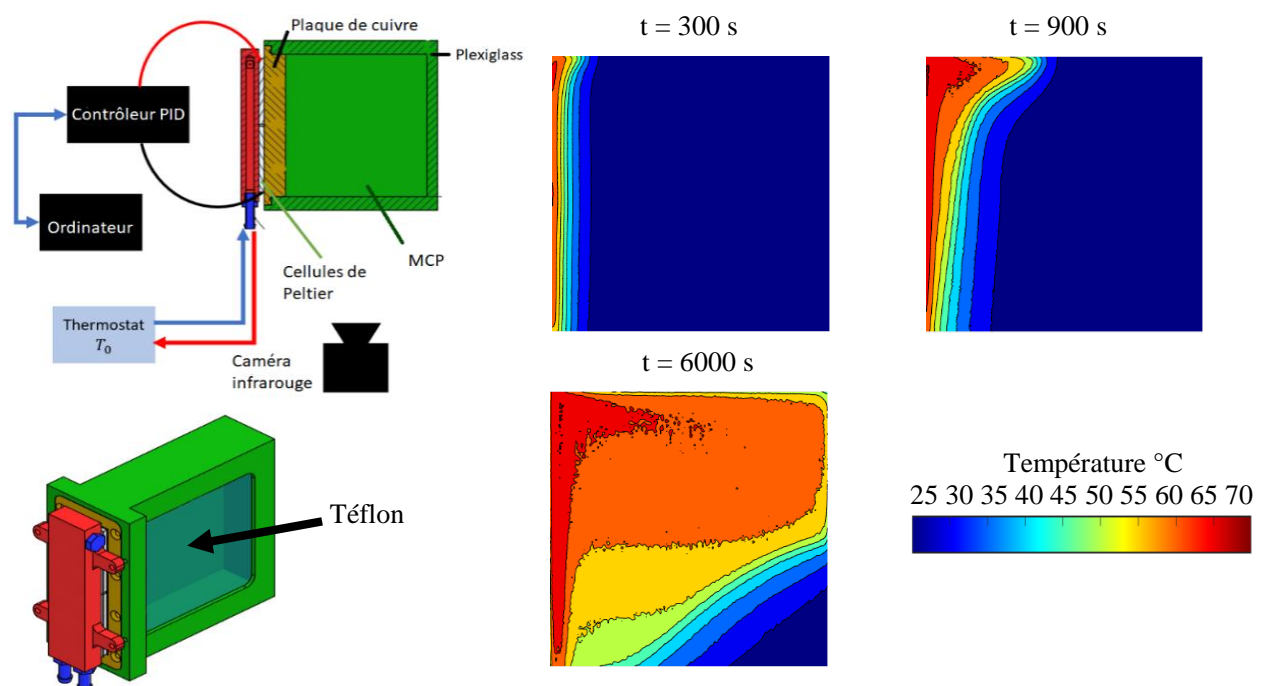 Plaque de cuivre
Plexiglass
Contrôleur PID
Ordinateur
MCP
Cellules de
Peltier
Thermostat
T₀
Caméra
infrarouge
Téflon
t = 300 s
t = 900 s
t = 6000 s
Température °C
25 30 35 40 45 50 55 60 65 70